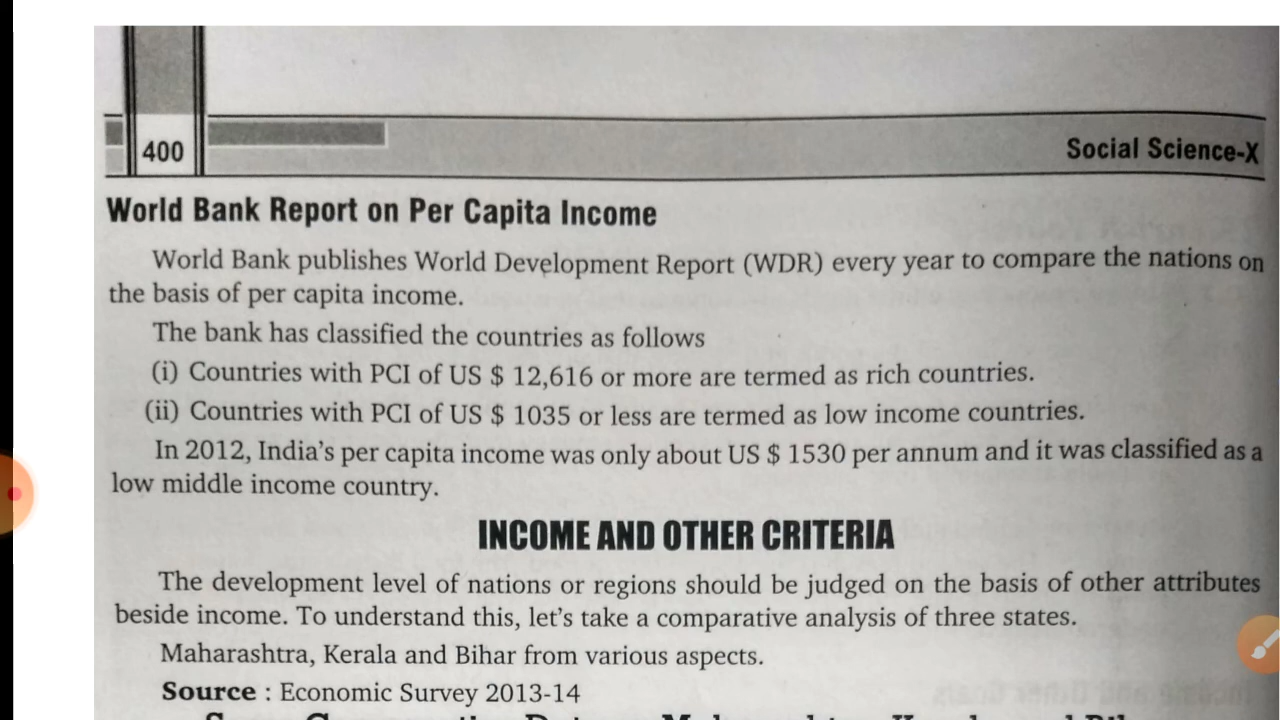 400
Social Science-X
World Bank Report on Per Capita Income
World Bank publishes World Development Report (WDR) every year to compare the nations on
the basis of per capita income.
The bank has classified the countries as follows
(i) Countries with PCI of US $ 12,616 or more are termed as rich countries.
(ii) Countries with PCI of US $ 1035 or less are termed as low income countries.
In 2012, India's per capita income was only about US $ 1530 per annum and it was classified as a
low middle income country.
INCOME AND OTHER CRITERIA
The development level of nations or regions should be judged on the basis of other attributes
beside income. To understand this, let's take a comparative analysis of three states.
Maharashtra, Kerala and Bihar from various aspects.
Source : Economic Survey 2013-14